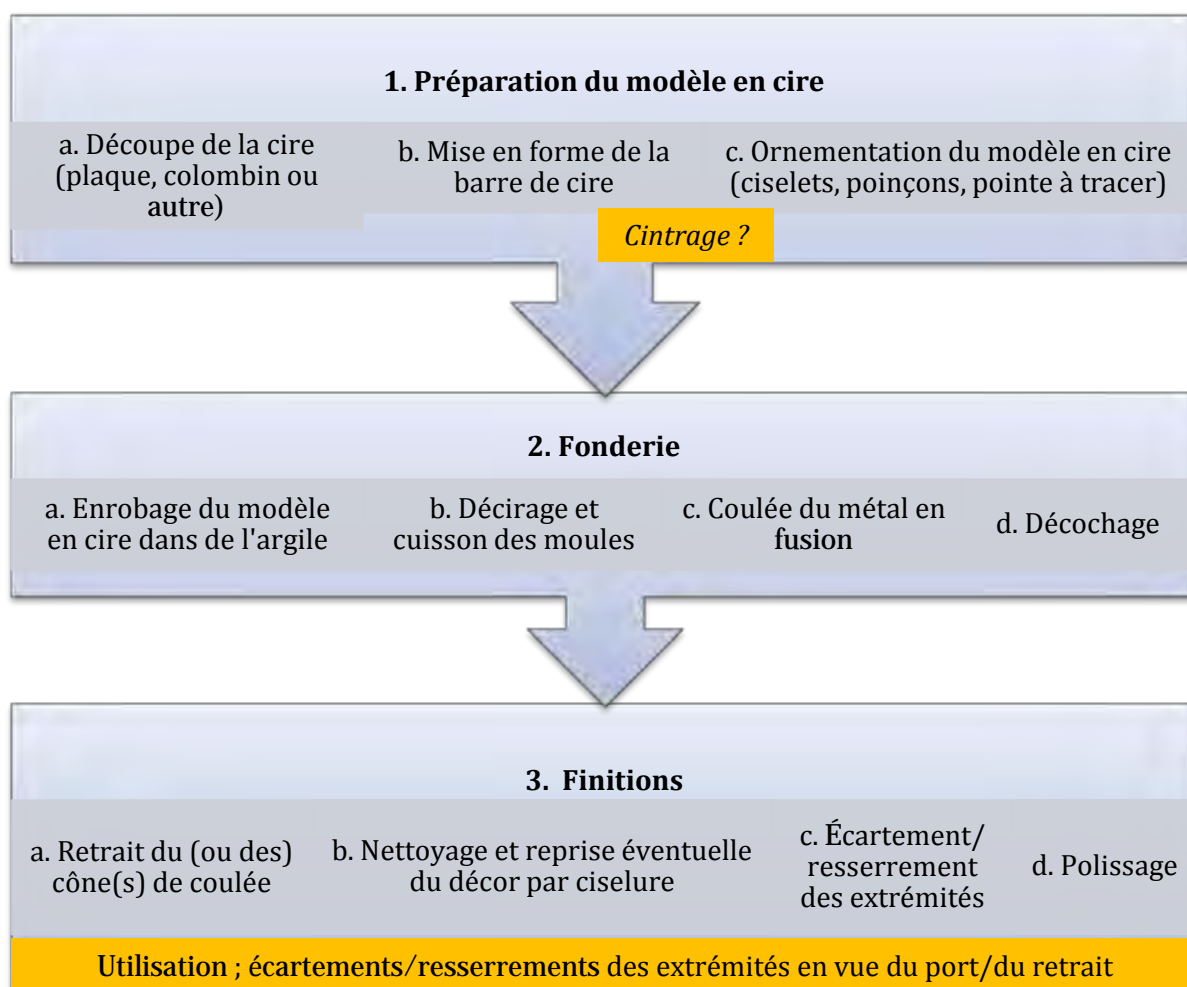 1. Préparation du modèle en cire
a. Découpe de la cire
(plaque, colombin ou
autre)
b. Mise en forme de la
barre de cire
c. Ornementation du modèle en cire
(ciselets, poinçons, pointe à tracer)
Cintrage ?
2. Fonderie
a. Enrobage du modèle
en cire dans de l'argile
b. Décirage et
cuisson des moules
c. Coulée du métal en
fusion
d. Décochage
3. Finitions
a. Retrait du (ou des)
cône(s) de coulée
b. Nettoyage et reprise éventuelle
du décor par ciselure
c. Écartement/
resserrement
des extrémités
d. Polissage
Utilisation ; écartements/resserrements des extrémités en vue du port/du retrait